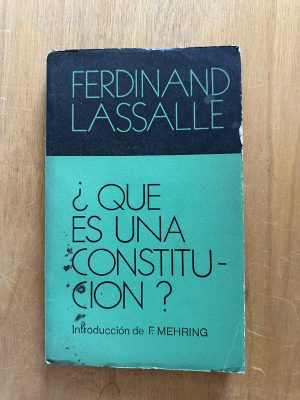 FERDINAND
LASSALLE
¿ QUE
ES UNA
CONSTITU-
CION ?
Introducción de F. MEHRING